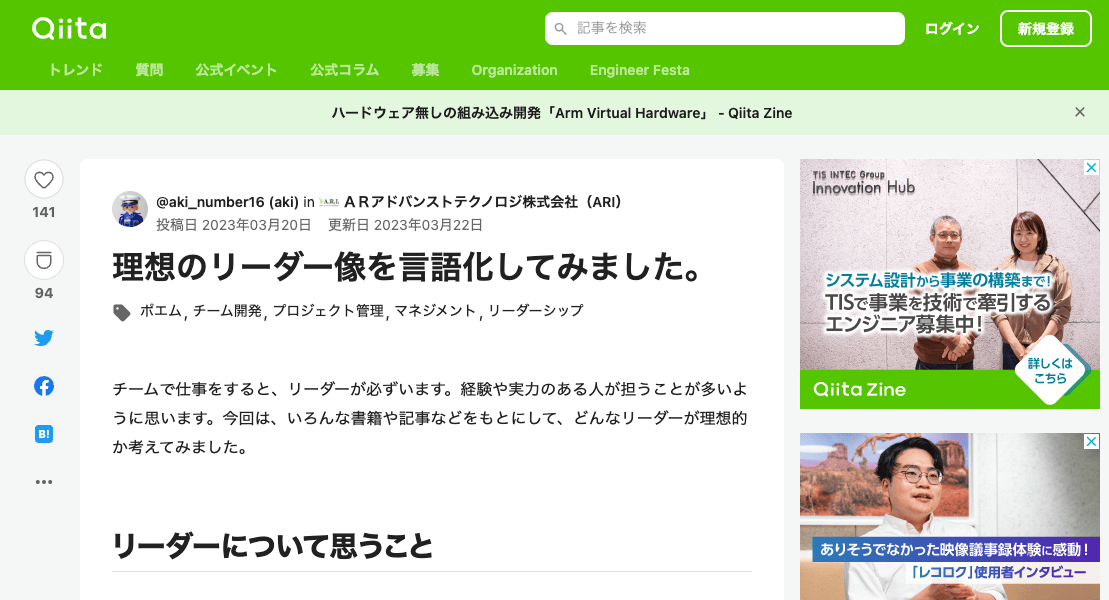 Qiita
記事を検索
ログイン
新規登録
トレンド
質問
公式イベント
公式コラム
募集
Organization
Engineer Festa
ハードウェア無しの組み込み開発「Arm Virtual Hardware」 - Qiita Zine
141
94
B!
@aki_number16 (aki) in A.R.I. ＡＲアドバンストテクノロジ株式会社（ARI）
投稿日 2023年03月20日 更新日 2023年03月22日
理想のリーダー像を言語化してみました。
ポエム, チーム開発, プロジェクト管理, マネジメント, リーダーシップ
チームで仕事をすると、リーダーが必ずいます。経験や実力のある人が担うことが多いよ
うに思います。今回は、いろんな書籍や記事などをもとにして、どんなリーダーが理想的
か考えてみました。
リーダーについて思うこと
TIS INTEC Group
Innovation Hub
システム設計から事業の構築まで！
TISで事業を技術で牽引する
エンジニア募集中！
詳しくは
こちら
Qiita Zine
ありそうでなかった映像議事録体験に感動！
「レコログ」使用者インタビュー